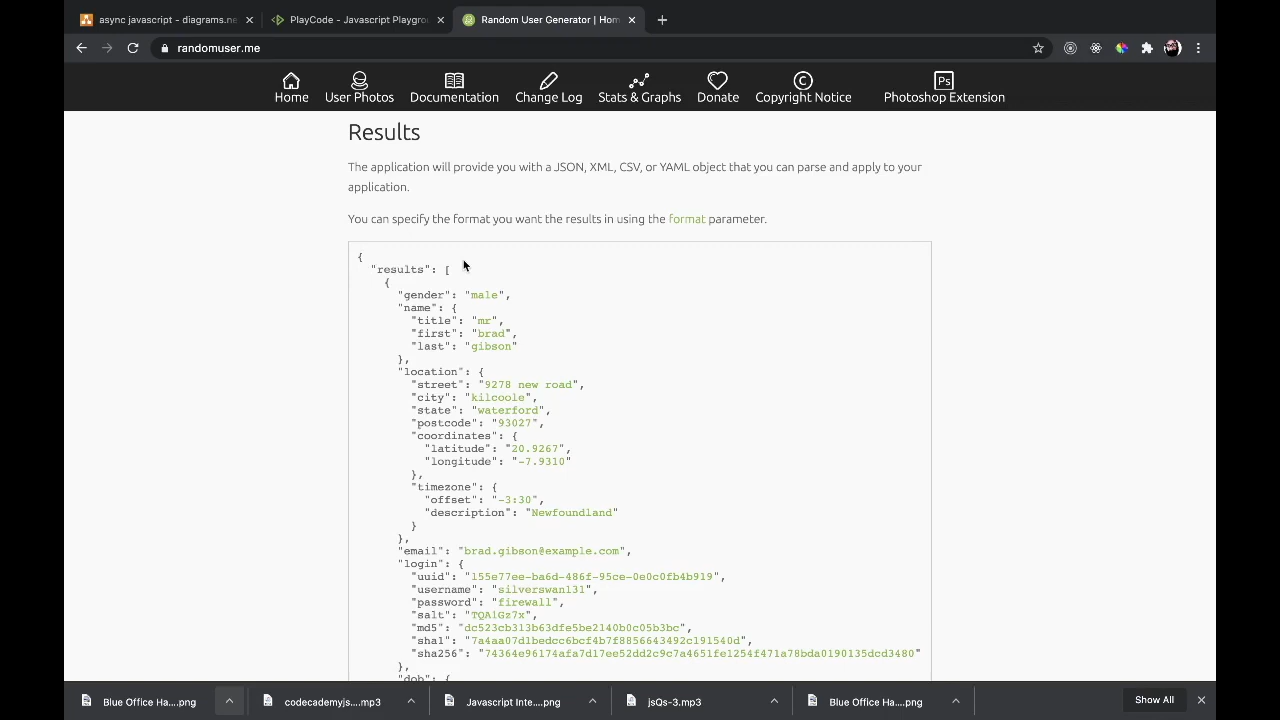 async javascript - diagrams.ne
PlayCode - Javascript Playgrou
Random User Generator | Hom
randomuser.me
Home
User Photos
Documentation
Change Log
Stats & Graphs
Donate
Copyright Notice
Ps
Photoshop Extension
Results
The application will provide you with a JSON, XML, CSV, or YAML object that you can parse and apply to your
application.
You can specify the format you want the results in using the format parameter.
{
"results": [
{
"gender": "male",
"name": {
"title": "mr",
"first": "brad",
"last": "gibson"
},
"location": {
"street": "9278 new road",
"city": "kilcoole",
"state": "waterford",
"postcode": "93027",
"coordinates": {
"latitude": "20.9267",
"longitude": "-7.9310"
},
"timezone": {
"offset": "-3:30",
"description": "Newfoundland"
}
},
"email": "brad.gibson@example.com",
"login": {
"uuid": "155e77ee-ba6d-486f-95ce-0e0c0fb4b919",
"username": "silverswan131",
"password": "firewall",
"salt": "TQA1Gz7x",
"md5": "dc523cb313b63dfe5be2140b0c05b3bc",
"sha1": "7a4aa07d1bedcc6bcf4b7f8856643492c191540d",
"sha256": "74364e96174afa7d17ee52dd2c9c7a4651fe1254f471a78bda0190135dcd3480"
},
"dob": {
Blue Office Ha....png
codecademyjs....mp3
Javascript Inte....png
jsQs-3.mp3
Blue Office Ha....png
Show All